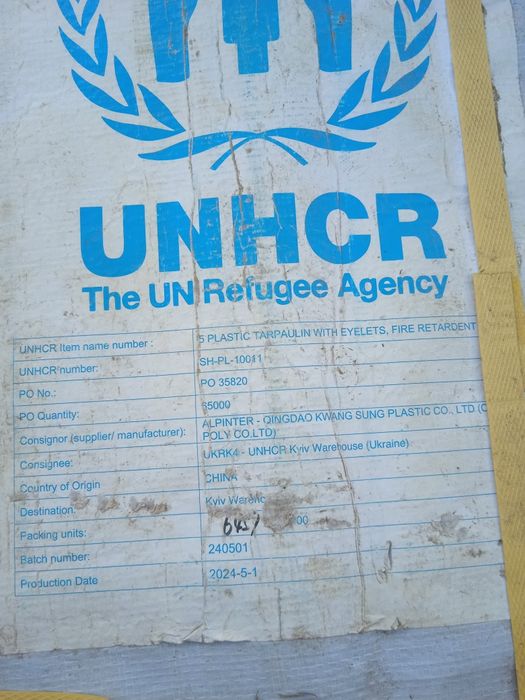 UNHCR
The UN Refugee Agency
UNHCR Item name number : 5 PLASTIC TARPAULIN WITH EYELETS, FIRE RETARDENT
UNHCR number: SH-PL-10011
PO No.: PO 35820
PO Quantity: 65000
Consignor (supplier/ manufacturer): ALPINTER - QINGDAO KWANG SUNG PLASTIC CO., LTD
POLY CO.LTD)
Consignee: UKRK4 - UNHCR Kyiv Warehouse (Ukraine)
Country of Origin CHINA
Destination: Kyiv
Packing units: 00
Batch number: 240501
Production Date 2024-5-1